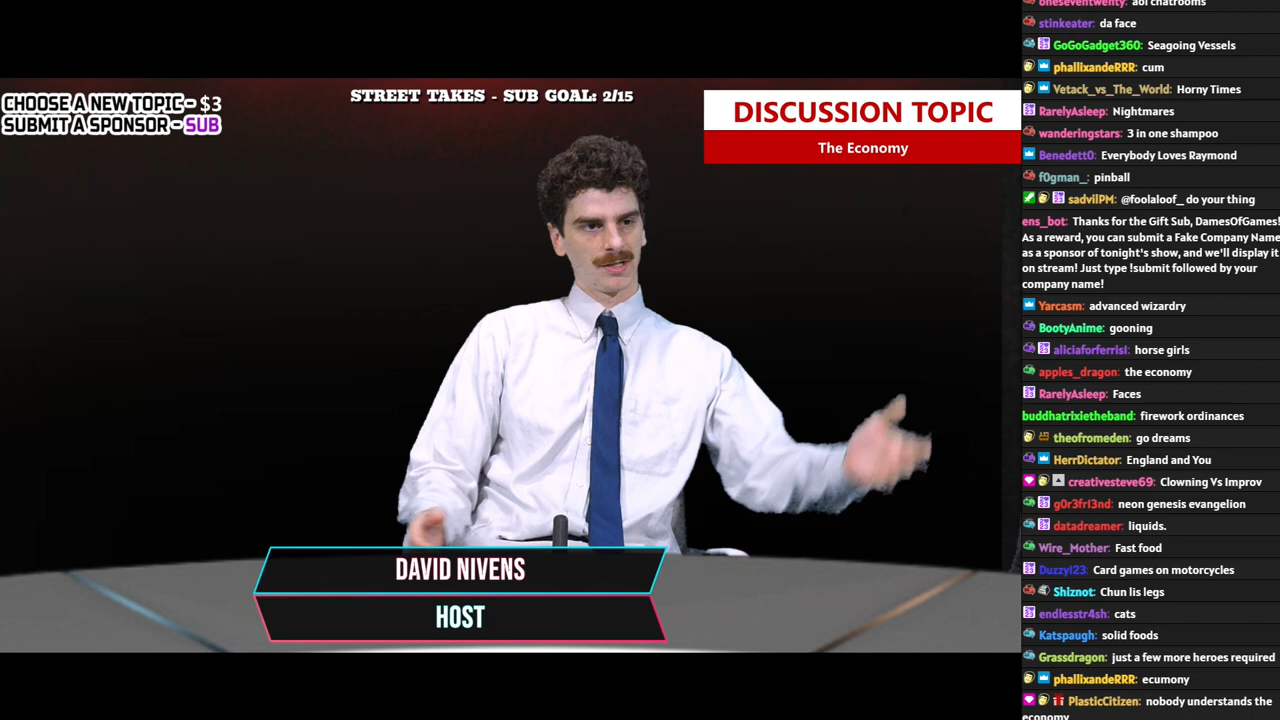 CHOOSE A NEW TOPIC - $3
SUBMIT A SPONSOR - SUB
STREET TAKES - SUB GOAL: 2/15
DISCUSSION TOPIC
The Economy
DAVID NIVENS
HOST
oneseventwenty: aol chatrooms
stinkeater: da face
GoGoGadget360: Seagoing Vessels
phallixandeRRR: cum
Vetack_vs_The_World: Horny Times
RarelyAsleep: Nightmares
wanderingstars: 3 in one shampoo
Benedett0: Everybody Loves Raymond
f0gman_: pinball
sadvilPM: @foolaloof_ do your thing
ens_bot: Thanks for the Gift Sub, DamesOfGames!
As a reward, you can submit a Fake Company Name
as a sponsor of tonight's show, and we'll display it
on stream! Just type !submit followed by your
company name!
Yarcasm: advanced wizardry
BootyAnime: gooning
aliciaforferris!: horse girls
apples_dragon: the economy
RarelyAsleep: Faces
buddhatrixietheband: firework ordinances
theofromeden: go dreams
HerrDictator: England and You
creativesteve69: Clowning Vs Improv
g0r3fr13nd: neon genesis evangelion
datadreamer: liquids.
Wire_Mother: Fast food
Duzzy123: Card games on motorcycles
Shiznot: Chun lis legs
endlesstr4sh: cats
Katspaugh: solid foods
Grassdragon: just a few more heroes required
phallixandeRRR: ecumony
PlasticCitizen: nobody understands the
economy